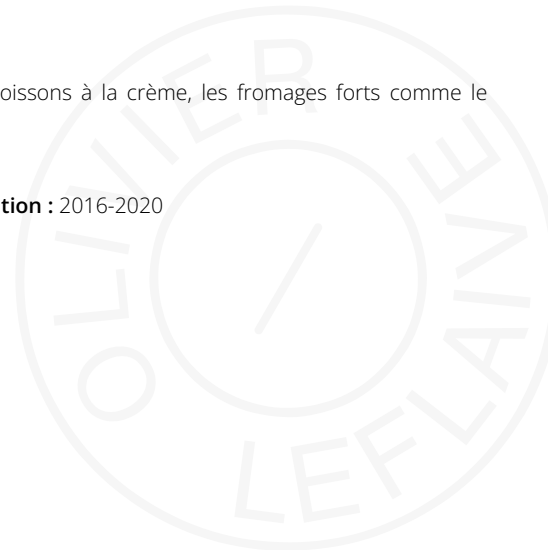 oissons à la crème, les fromages forts comme le
tion : 2016-2020
OLIVIER
LEFLAIVE